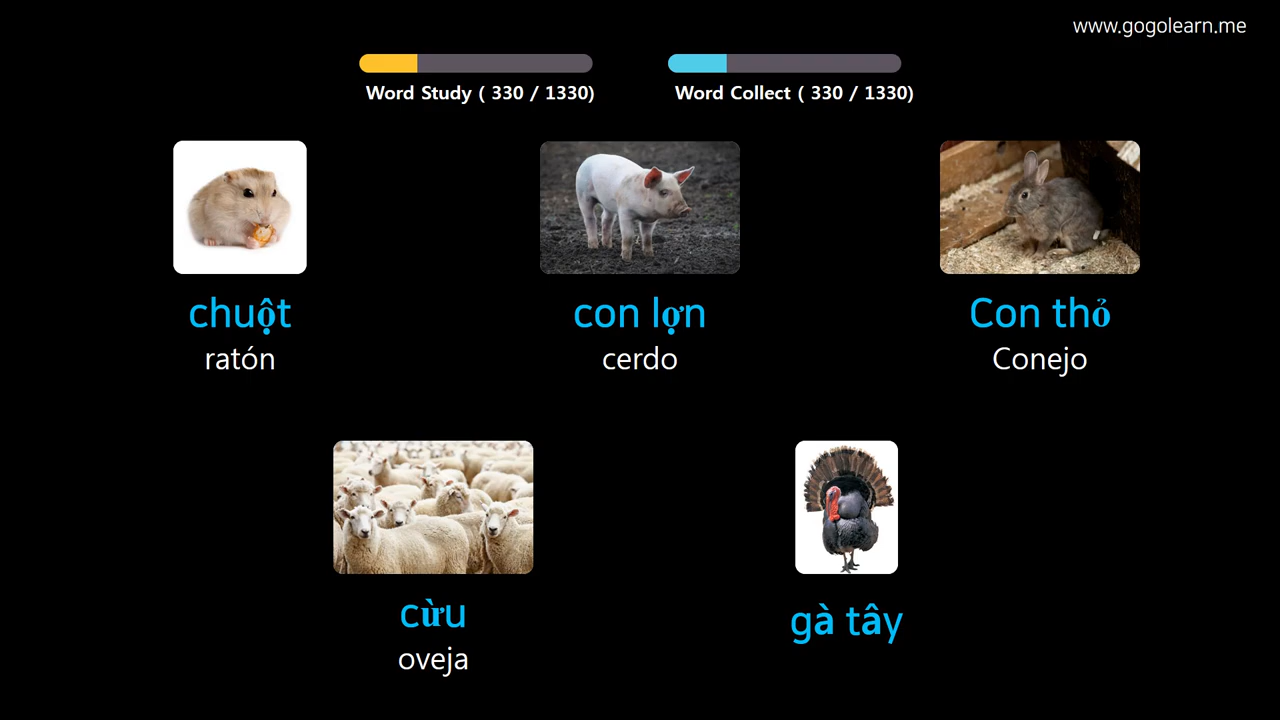 www.gogolearn.me
Word Study ( 330 / 1330)
Word Collect ( 330 / 1330)
chuột
ratón
con lợn
cerdo
Con thỏ
Conejo
cừu
oveja
gà tây